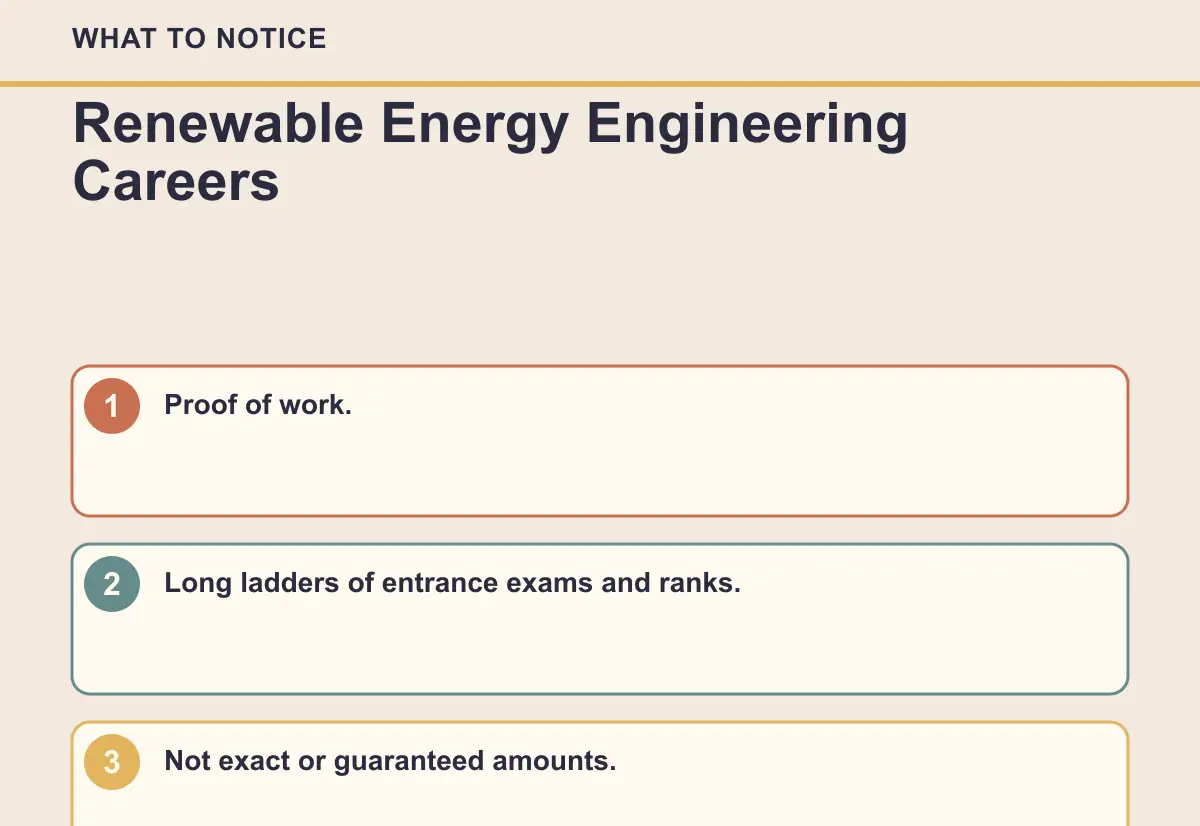 WHAT TO NOTICE
Renewable Energy Engineering
Careers
1
Proof of work.
2
Long ladders of entrance exams and ranks.
3
Not exact or guaranteed amounts.